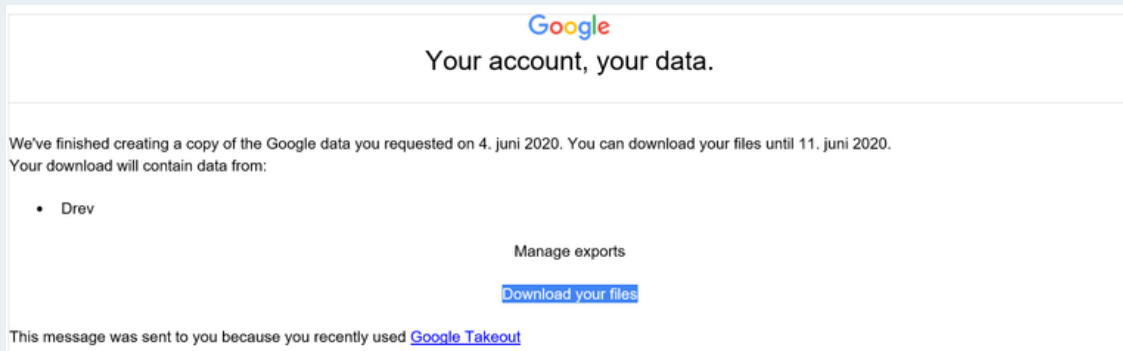 Google
Your account, your data.
We've finished creating a copy of the Google data you requested on 4. juni 2020. You can download your files until 11. juni 2020.
Your download will contain data from:
• Drev
Manage exports
Download your files
This message was sent to you because you recently used Google Takeout